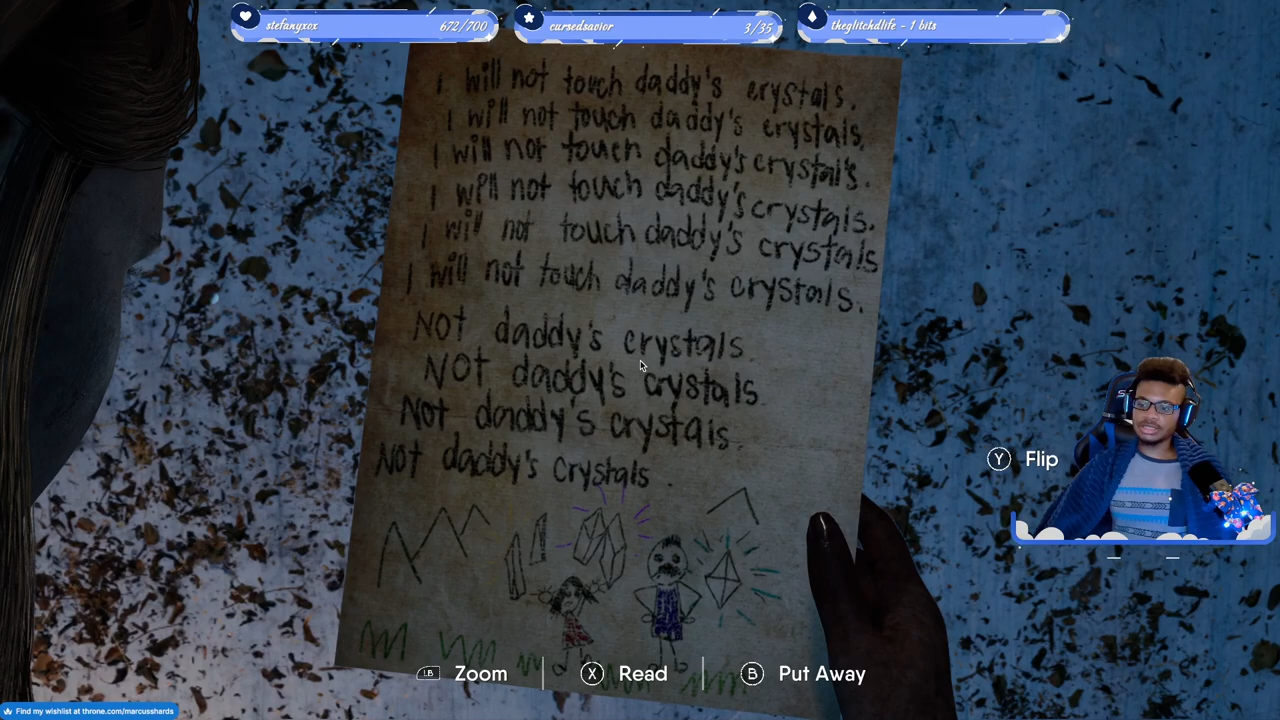 stefanyxox 672/700
cursedsavior 3/35
theglitchdlife - 1 bits
I will not touch daddy's crystals.
I will not touch daddy's crystals.
I will not touch daddy's crystals.
I will not touch daddy's crystals.
I will not touch daddy's crystals
I will not touch daddy's crystals.
NOT daddy's crystals.
NOT daddy's crystals
Not daddy's crystals.
Not daddy's crystals.
Y Flip
LB Zoom
X Read
B Put Away
Find my wishlist at throne.com/marcusshards